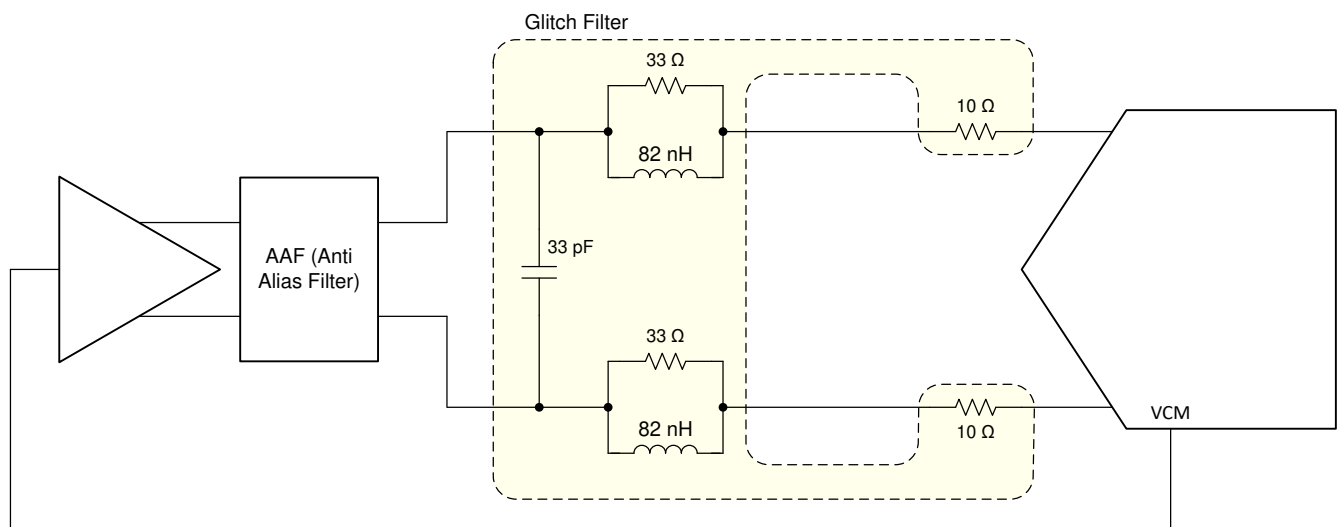 Glitch Filter
33 Ω
10 Ω
82 nH
AAF (Anti
Alias Filter)
33 pF
33 Ω
82 nH
10 Ω
VCM